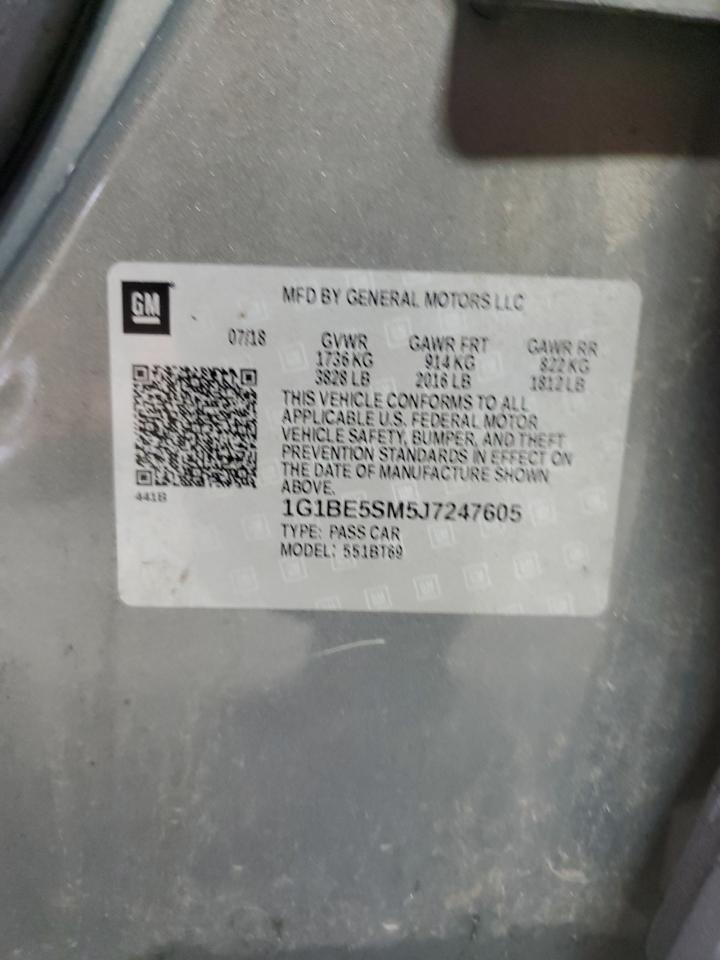 GM
MFD BY GENERAL MOTORS LLC
07/18 GVWR GAWR FRT GAWR RR
1736 KG 914 KG 822 KG
3828 LB 2016 LB 1812 LB
THIS VEHICLE CONFORMS TO ALL
APPLICABLE U.S. FEDERAL MOTOR
VEHICLE SAFETY, BUMPER, AND THEFT
PREVENTION STANDARDS IN EFFECT ON
THE DATE OF MANUFACTURE SHOWN
ABOVE.
441B
1G1BE5SM5J7247605
TYPE: PASS CAR
MODEL: 551BT69